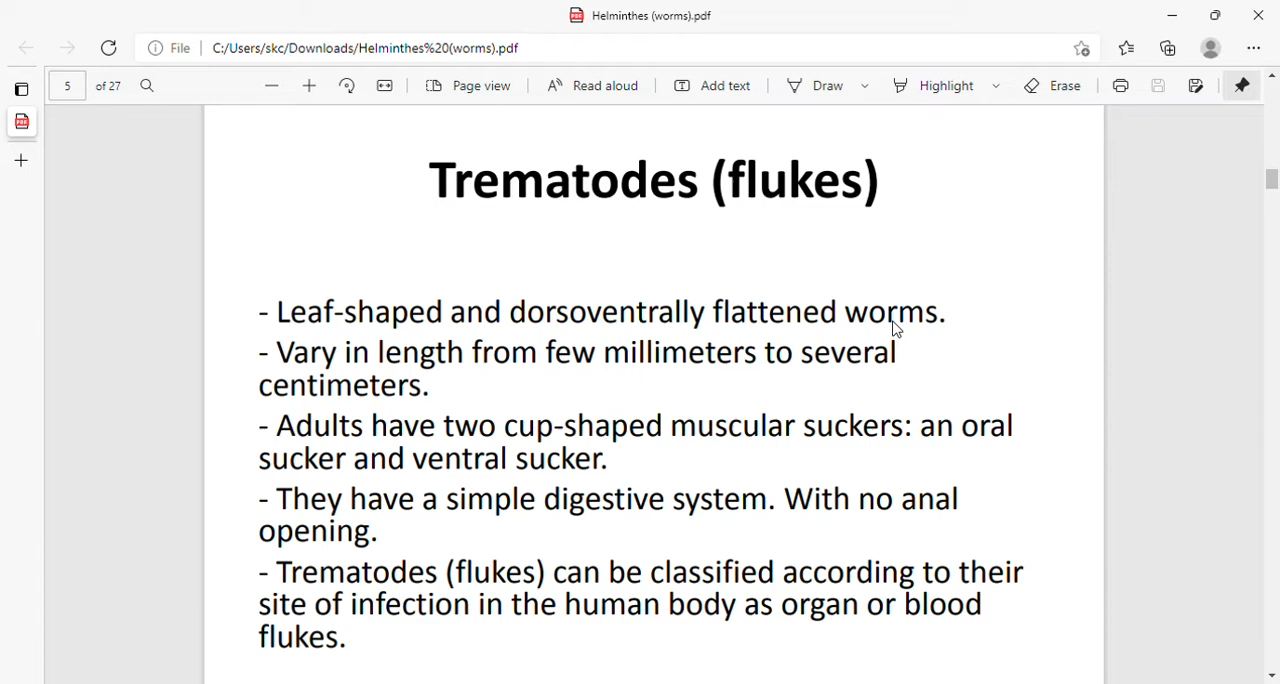 Helminthes (worms).pdf
File C:/Users/skc/Downloads/Helminthes%20(worms).pdf
5 of 27 Page view Read aloud Add text Draw Highlight Erase
Trematodes (flukes)
- Leaf-shaped and dorsoventrally flattened worms.
- Vary in length from few millimeters to several
centimeters.
- Adults have two cup-shaped muscular suckers: an oral
sucker and ventral sucker.
- They have a simple digestive system. With no anal
opening.
- Trematodes (flukes) can be classified according to their
site of infection in the human body as organ or blood
flukes.